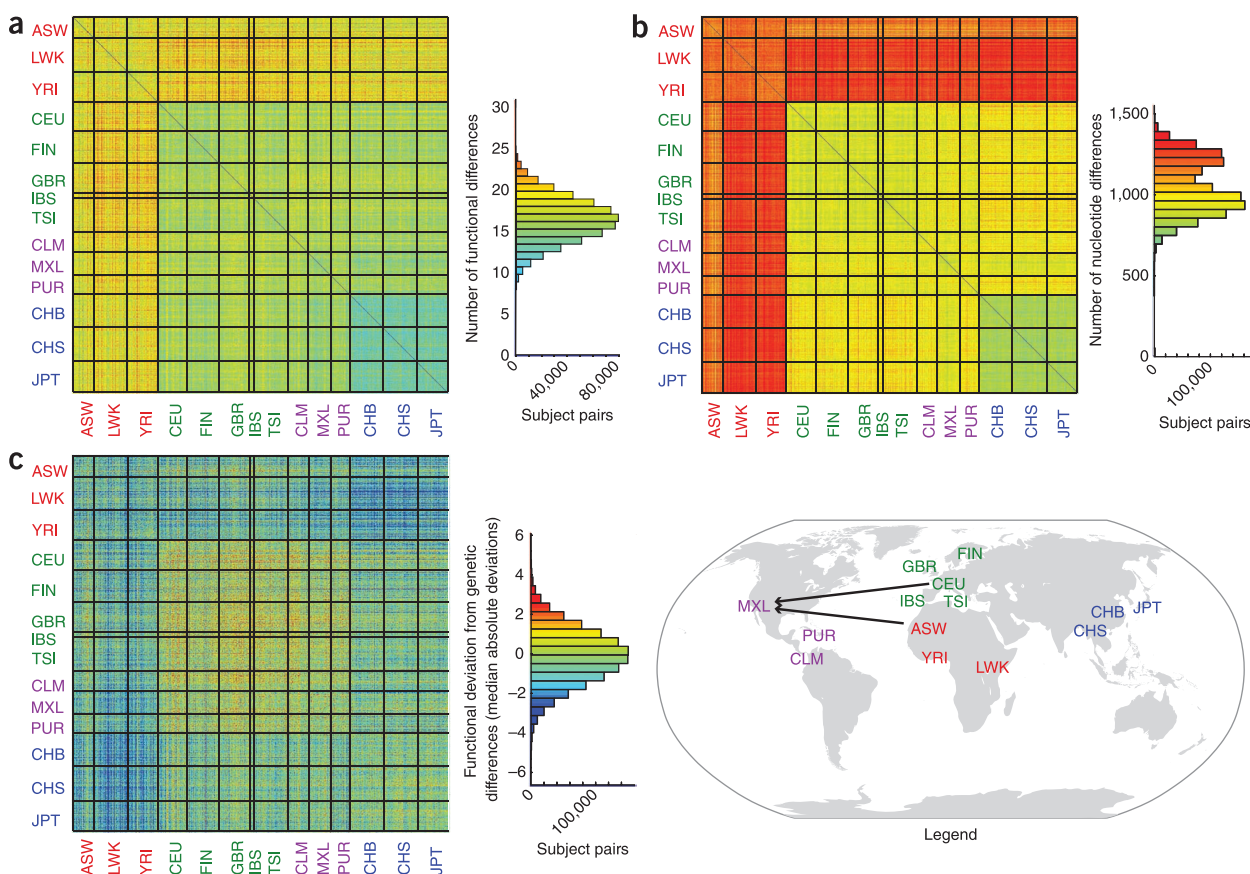 a
ASW
LWK
YRI
CEU
FIN
GBR
IBS
TSI
CLM
MXL
PUR
CHB
CHS
JPT
ASW
LWK
YRI
CEU
FIN
GBR
IBS
TSI
CLM
MXL
PUR
CHB
CHS
JPT
Number of functional differences
30
25
20
15
10
5
0
0
40,000
80,000
Subject pairs
b
ASW
LWK
YRI
CEU
FIN
GBR
IBS
TSI
CLM
MXL
PUR
CHB
CHS
JPT
ASW
LWK
YRI
CEU
FIN
GBR
IBS
TSI
CLM
MXL
PUR
CHB
CHS
JPT
Number of nucleotide differences
1,500
1,000
500
0
0
100,000
Subject pairs
c
ASW
LWK
YRI
CEU
FIN
GBR
IBS
TSI
CLM
MXL
PUR
CHB
CHS
JPT
ASW
LWK
YRI
CEU
FIN
GBR
IBS
TSI
CLM
MXL
PUR
CHB
CHS
JPT
Functional deviation from genetic
differences (median absolute deviations)
6
4
2
0
−2
−4
−6
0
100,000
Subject pairs
FIN
GBR
CEU
IBS
TSI
MXL
ASW
PUR
CLM
YRI
LWK
CHB
JPT
CHS
Legend